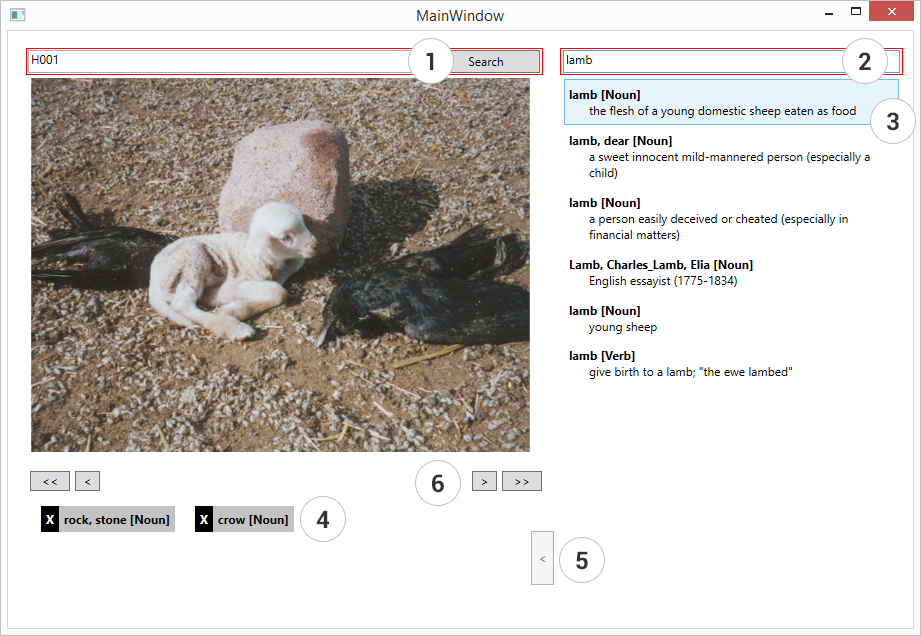 MainWindow
H001
1
Search
lamb
2
lamb [Noun]
the flesh of a young domestic sheep eaten as food
3
lamb, dear [Noun]
a sweet innocent mild-mannered person (especially a
child)
lamb [Noun]
a person easily deceived or cheated (especially in
financial matters)
Lamb, Charles_Lamb, Elia [Noun]
English essayist (1775-1834)
lamb [Noun]
young sheep
lamb [Verb]
give birth to a lamb; "the ewe lambed"
<< < 6 > >>
X rock, stone [Noun] X crow [Noun] 4
< 5